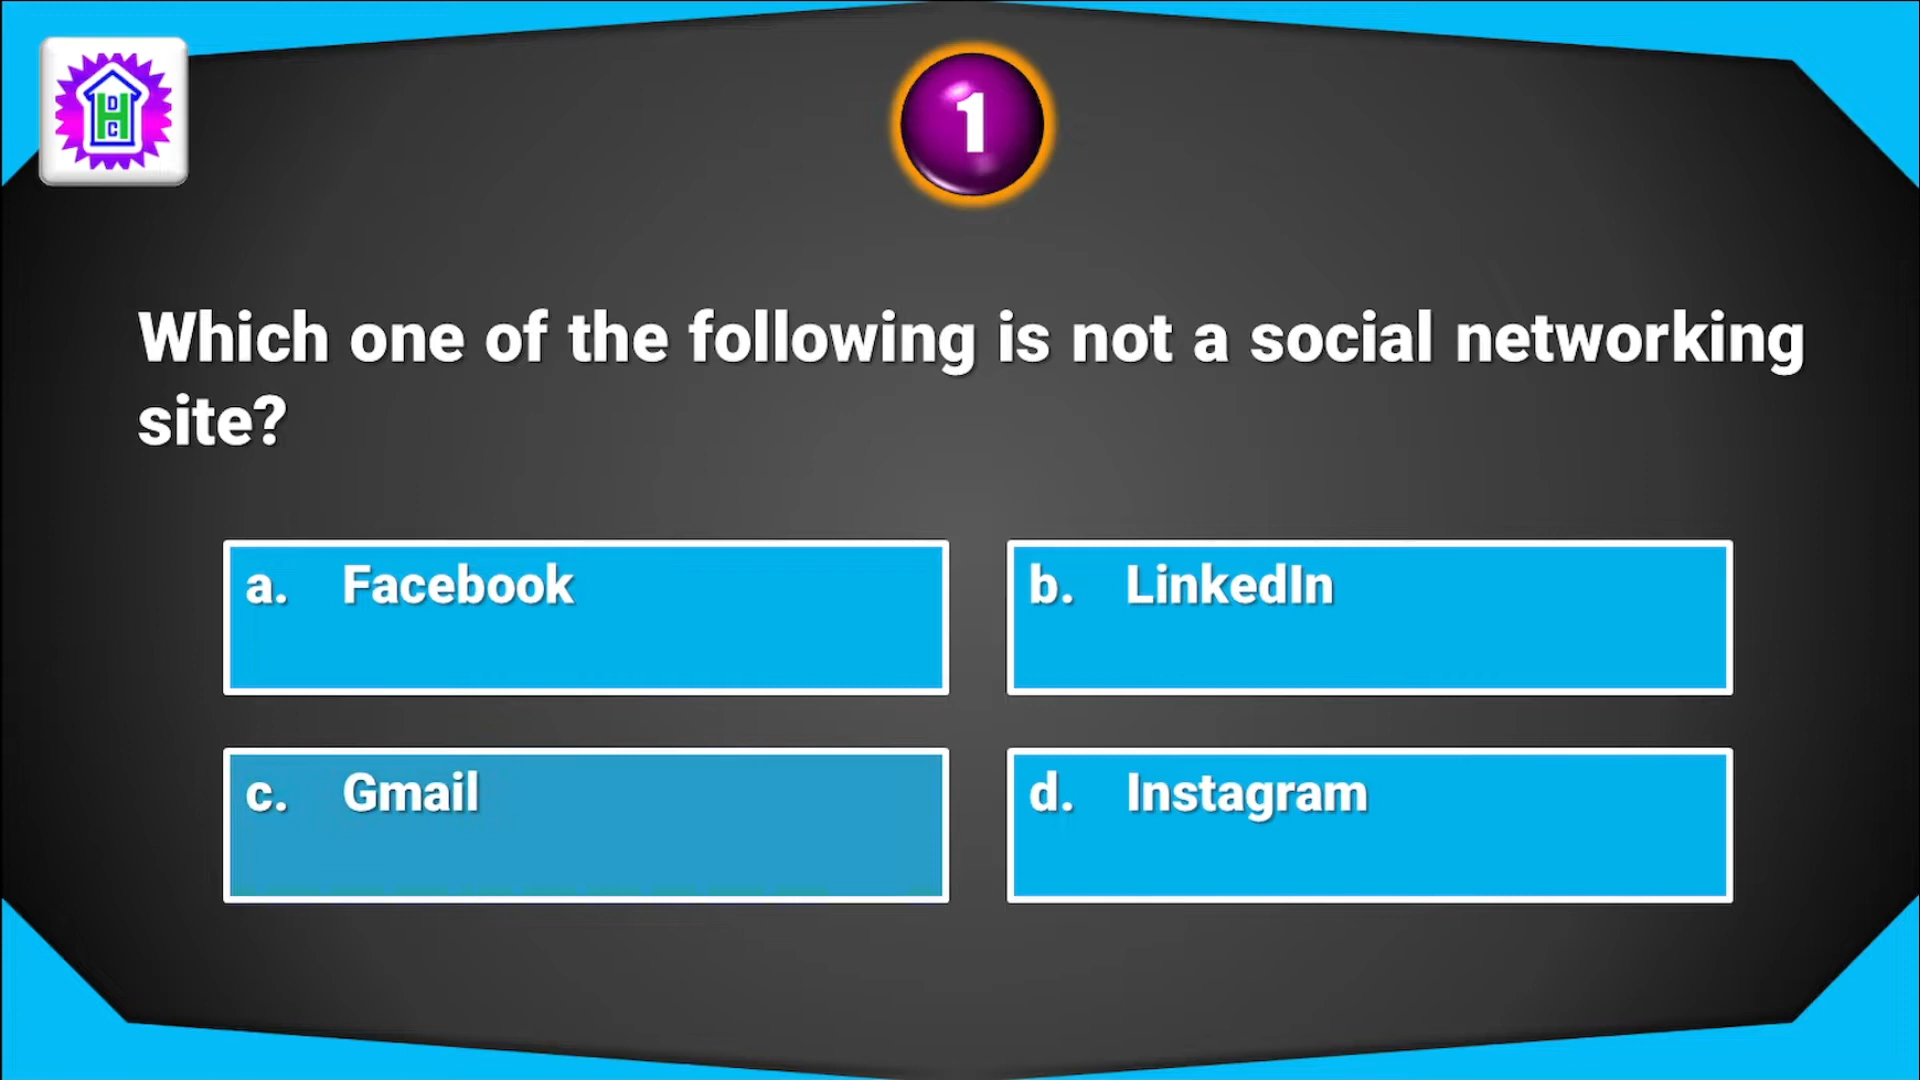 D
H
C
1
Which one of the following is not a social networking
site?
a. Facebook
b. LinkedIn
c. Gmail
d. Instagram